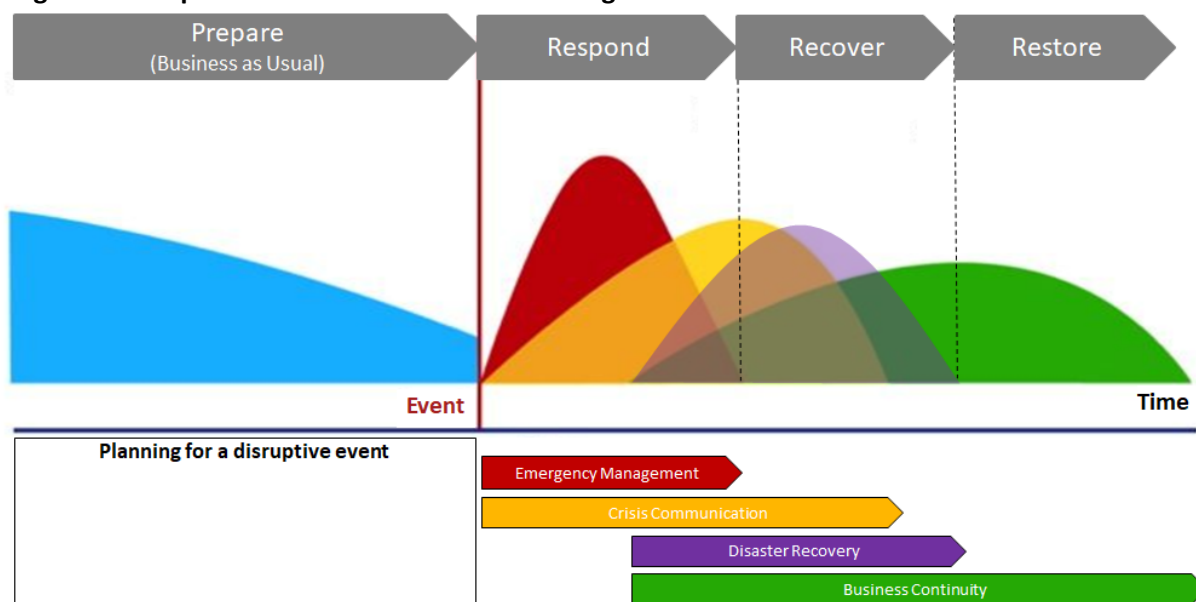 Prepare
(Business as Usual)
Respond
Recover
Restore
Event
Time
Planning for a disruptive event
Emergency Management
Crisis Communication
Disaster Recovery
Business Continuity